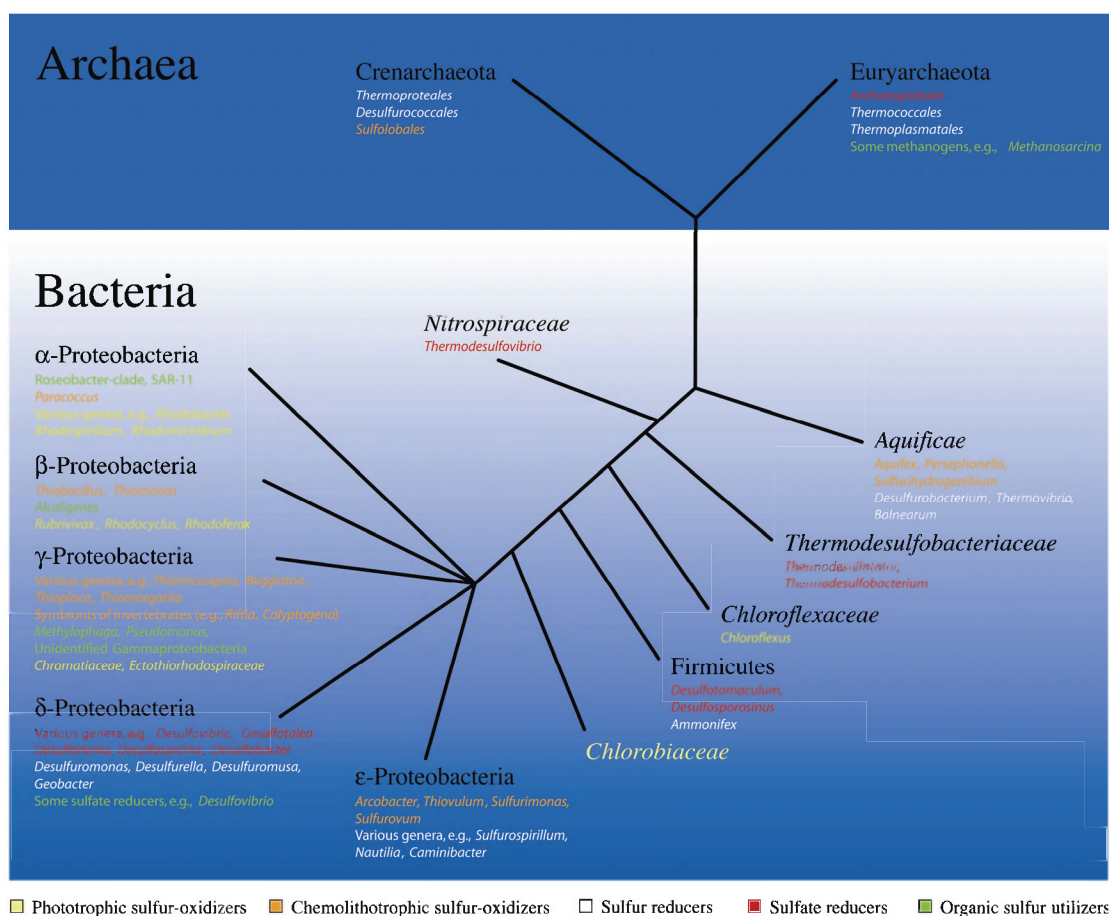 Archaea
Crenarchaeota
Thermoproteales
Desulfurococcales
Sulfolobales
Euryarchaeota
Archaeoglobales
Thermococcales
Thermoplasmatales
Some methanogens, e.g., Methanosarcina
Bacteria
Nitrospiraceae
Thermodesulfovibrio
α-Proteobacteria
Roseobacter-clade, SAR-11
Paracoccus
Various genera, e.g., Rhodobacter,
Rhodospirillum, Rhodomicrobium
β-Proteobacteria
Thiobacillus, Thiomonas
Alcaligenes
Rubrivivax, Rhodocyclus, Rhodoferax
γ-Proteobacteria
Various genera, e.g., Thiomicrospira, Beggiatoa,
Thioploca, Thiomargarita
Symbionts of invertebrates (e.g., Riftia, Calyptogena)
Methylophaga, Pseudomonas,
Unidentified Gammaproteobacteria
Chromatiaceae, Ectothiorhodospiraceae
δ-Proteobacteria
Various genera, e.g., Desulfovibrio, Desulfotalea
Desulfobacter
Desulfuromonas, Desulfurella, Desulfuromusa,
Geobacter
Some sulfate reducers, e.g., Desulfovibrio
ε-Proteobacteria
Arcobacter, Thiovulum, Sulfurimonas,
Sulfurovum
Various genera, e.g., Sulfurospirillum,
Nautilia, Caminibacter
Chlorobiaceae
Firmicutes
Desulfotomaculum,
Desulfosporosinus
Ammonifex
Chloroflexaceae
Chloroflexus
Thermodesulfobacteriaceae
Thermodesulfobacterium
Aquificae
Aquifex, Persephonella,
Sulfurihydrogenibium
Desulfurobacterium, Thermovibrio,
Balnearum
Phototrophic sulfur-oxidizers
Chemolithotrophic sulfur-oxidizers
Sulfur reducers
Sulfate reducers
Organic sulfur utilizers